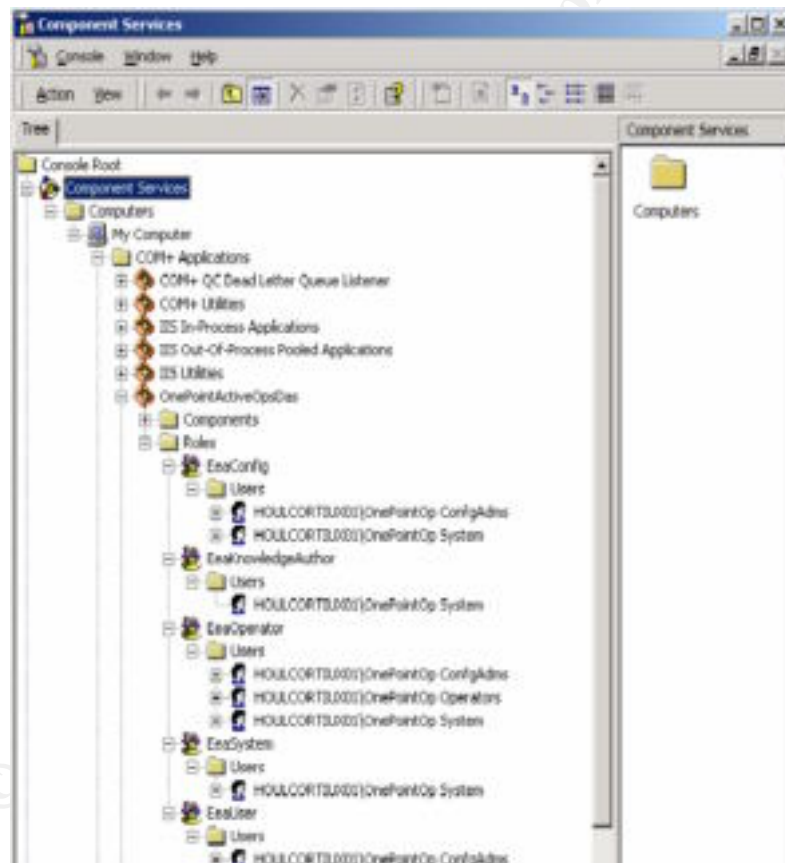 Component Services
Console Window Help
Action View
Tree
Component Services
Console Root
Component Services
Computers
Computers
My Computer
COM+ Applications
COM+ QC Dead Letter Queue Listener
COM+ Utilities
IIS In-Process Applications
IIS Out-Of-Process Pooled Applications
IIS Utilities
OnePointActiveOpsDas
Components
Roles
EeaConfig
Users
OnePointOp ConfigAdms
OnePointOp System
EeaKnowledgeAuthor
Users
OnePointOp System
EeaOperator
Users
OnePointOp ConfigAdms
OnePointOp Operators
OnePointOp System
EeaSystem
Users
OnePointOp System
EeaUser
Users
OnePointOp ConfigAdms